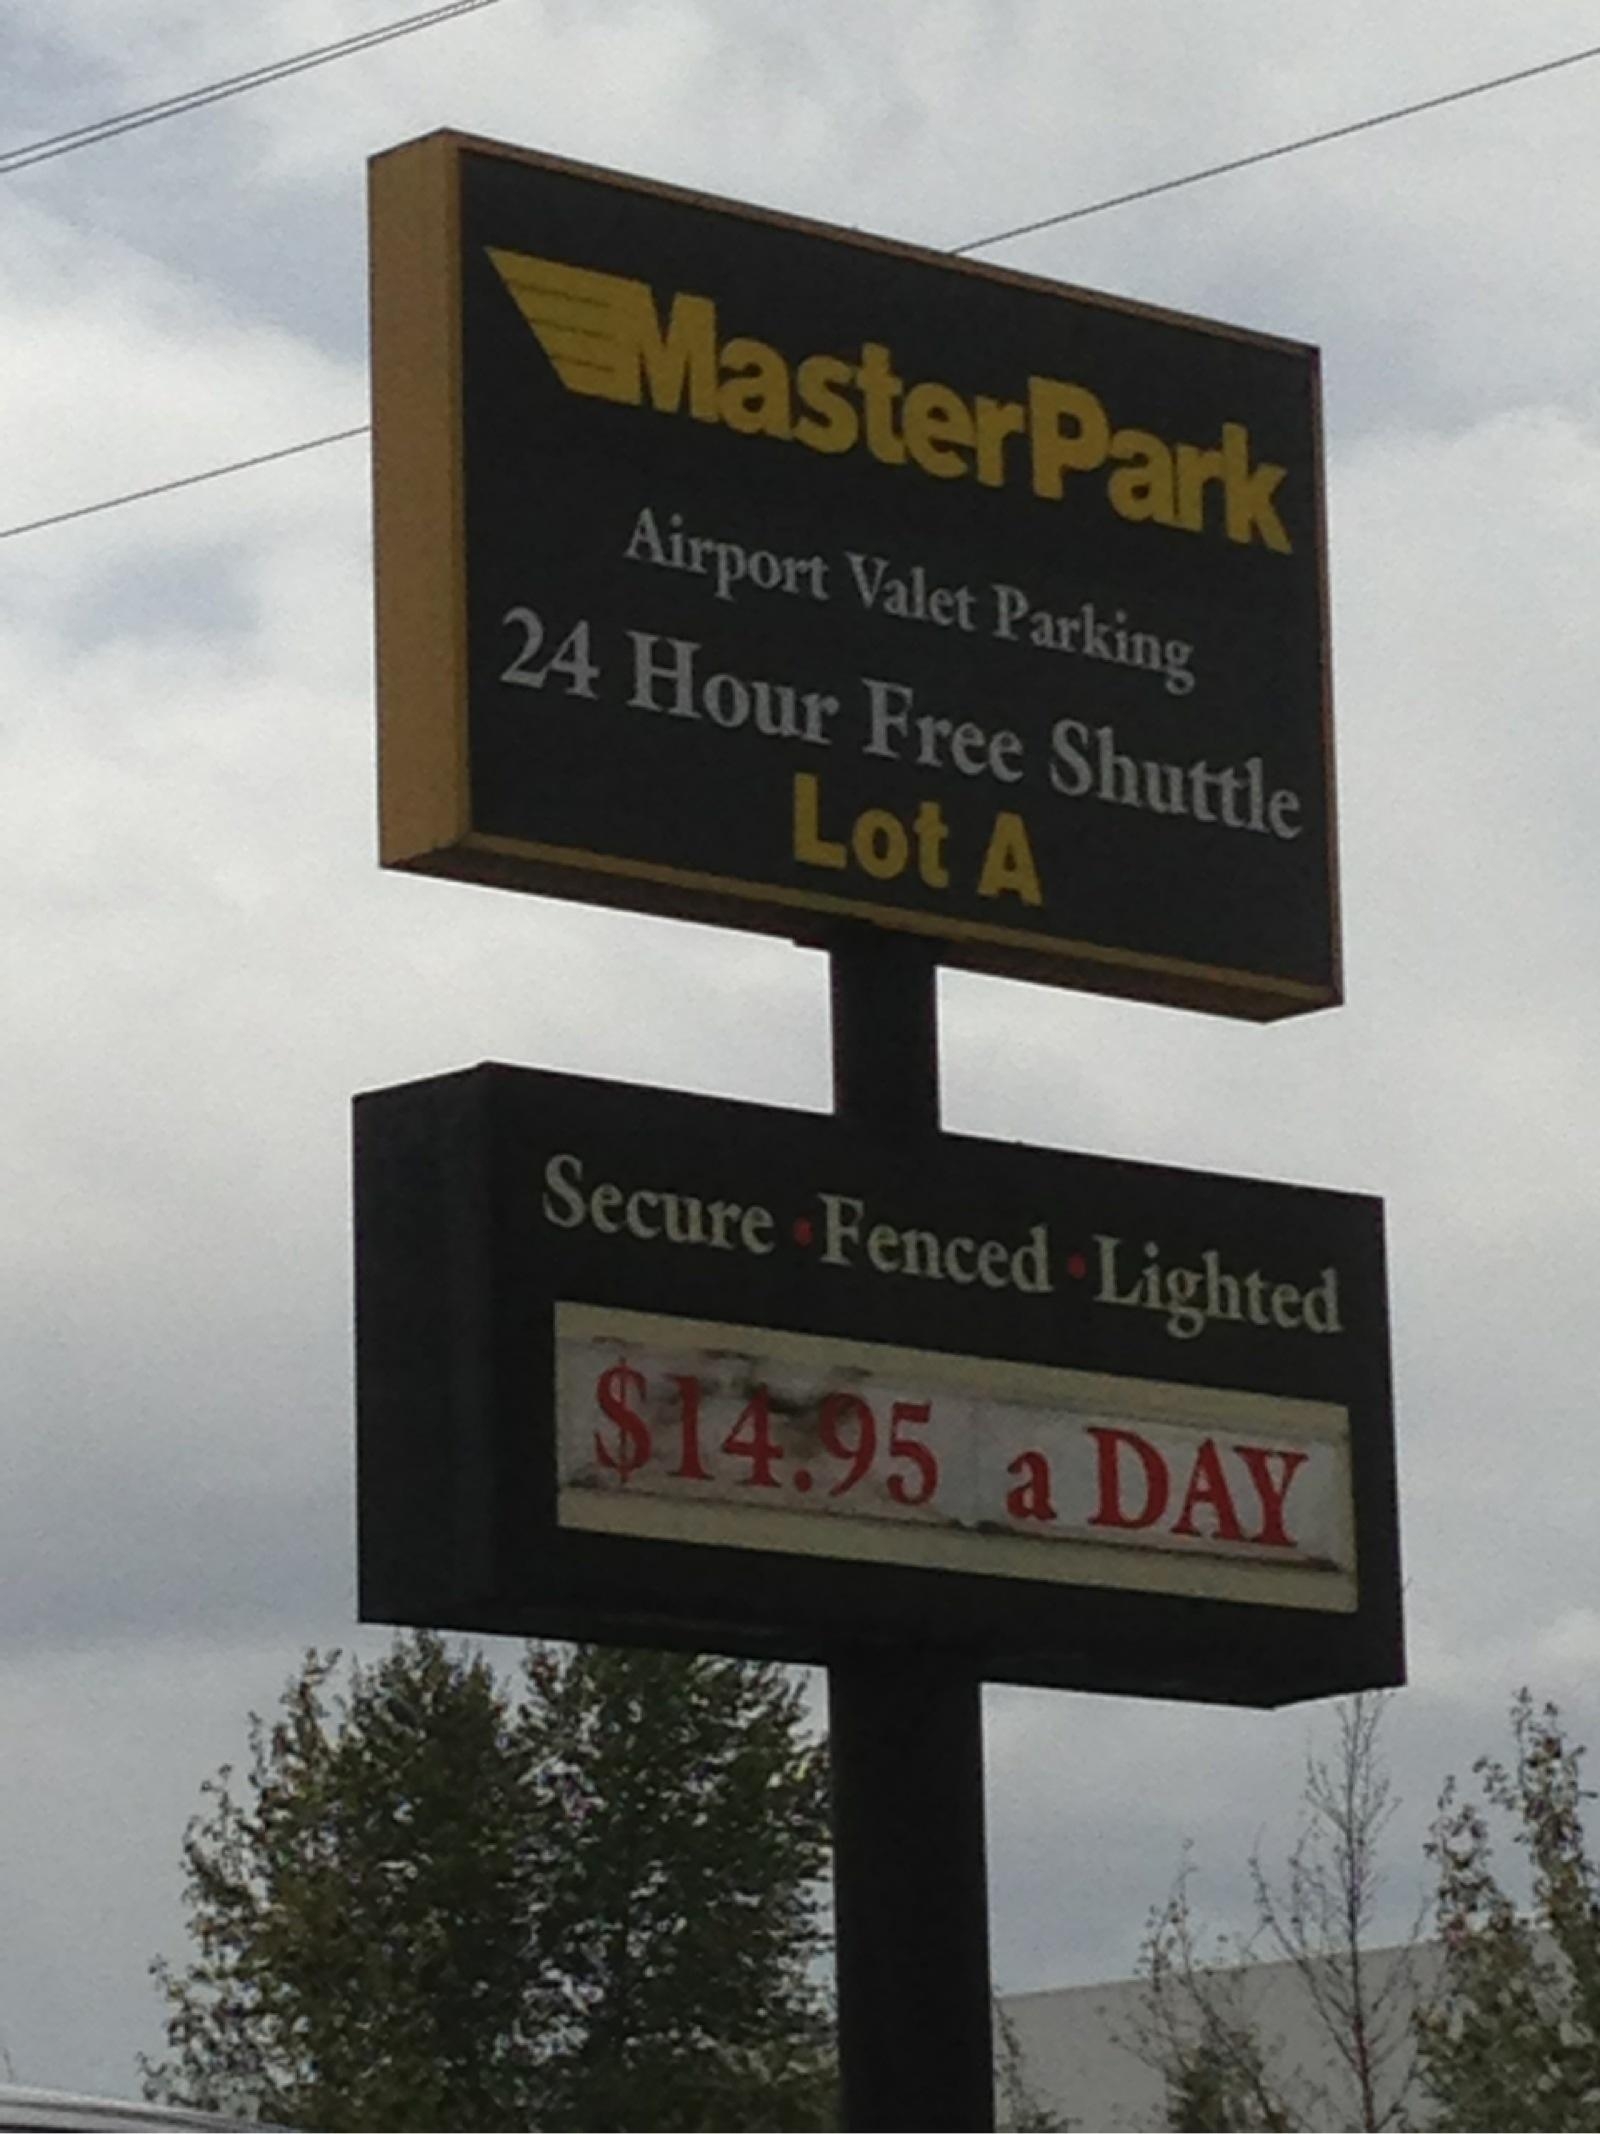 MasterPark
Airport Valet Parking
24 Hour Free Shuttle
Lot A
Secure • Fenced • Lighted
$14.95 a DAY